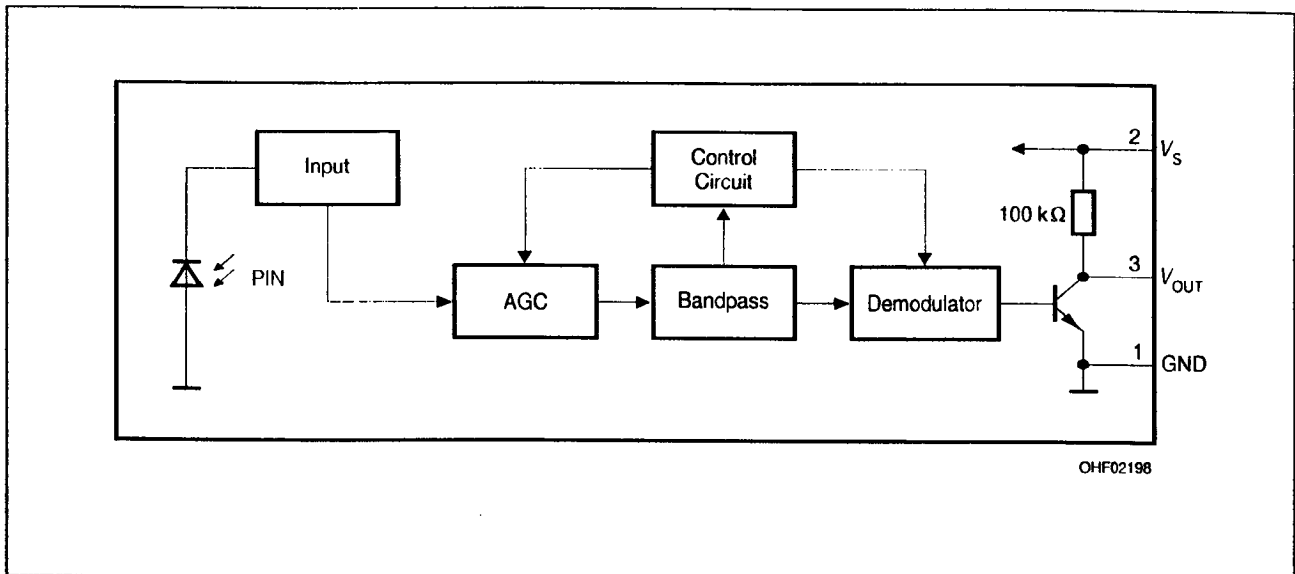 Input
Control
Circuit
2
V_S
100 kΩ
PIN
AGC
Bandpass
Demodulator
3
V_OUT
1
GND
OHF02198